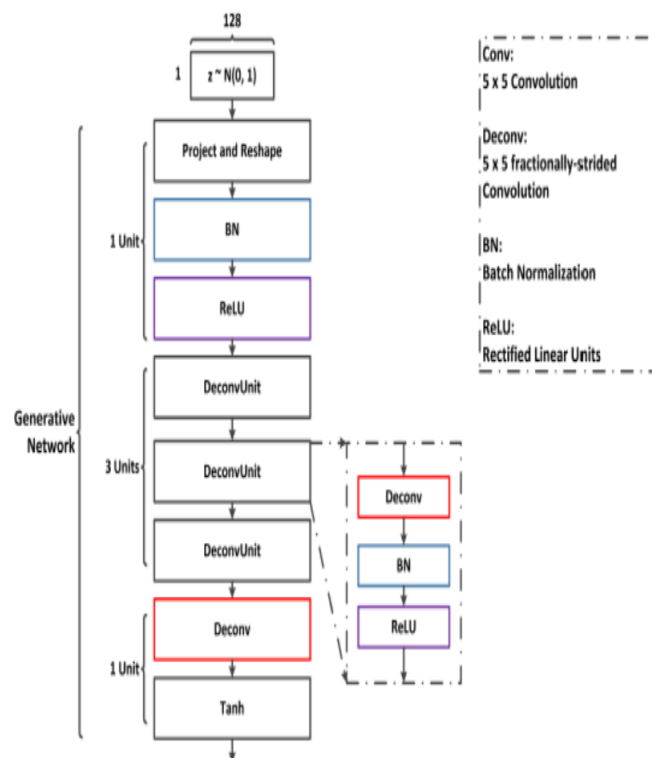 128
1
z ~ N(0, 1)
Project and Reshape
BN
1 Unit
ReLU
DeconvUnit
Generative
Network
3 Units
DeconvUnit
DeconvUnit
Deconv
1 Unit
Tanh
Deconv
BN
ReLU
Conv:
5 x 5 Convolution
Deconv:
5 x 5 fractionally-strided
Convolution
BN:
Batch Normalization
ReLU:
Rectified Linear Units